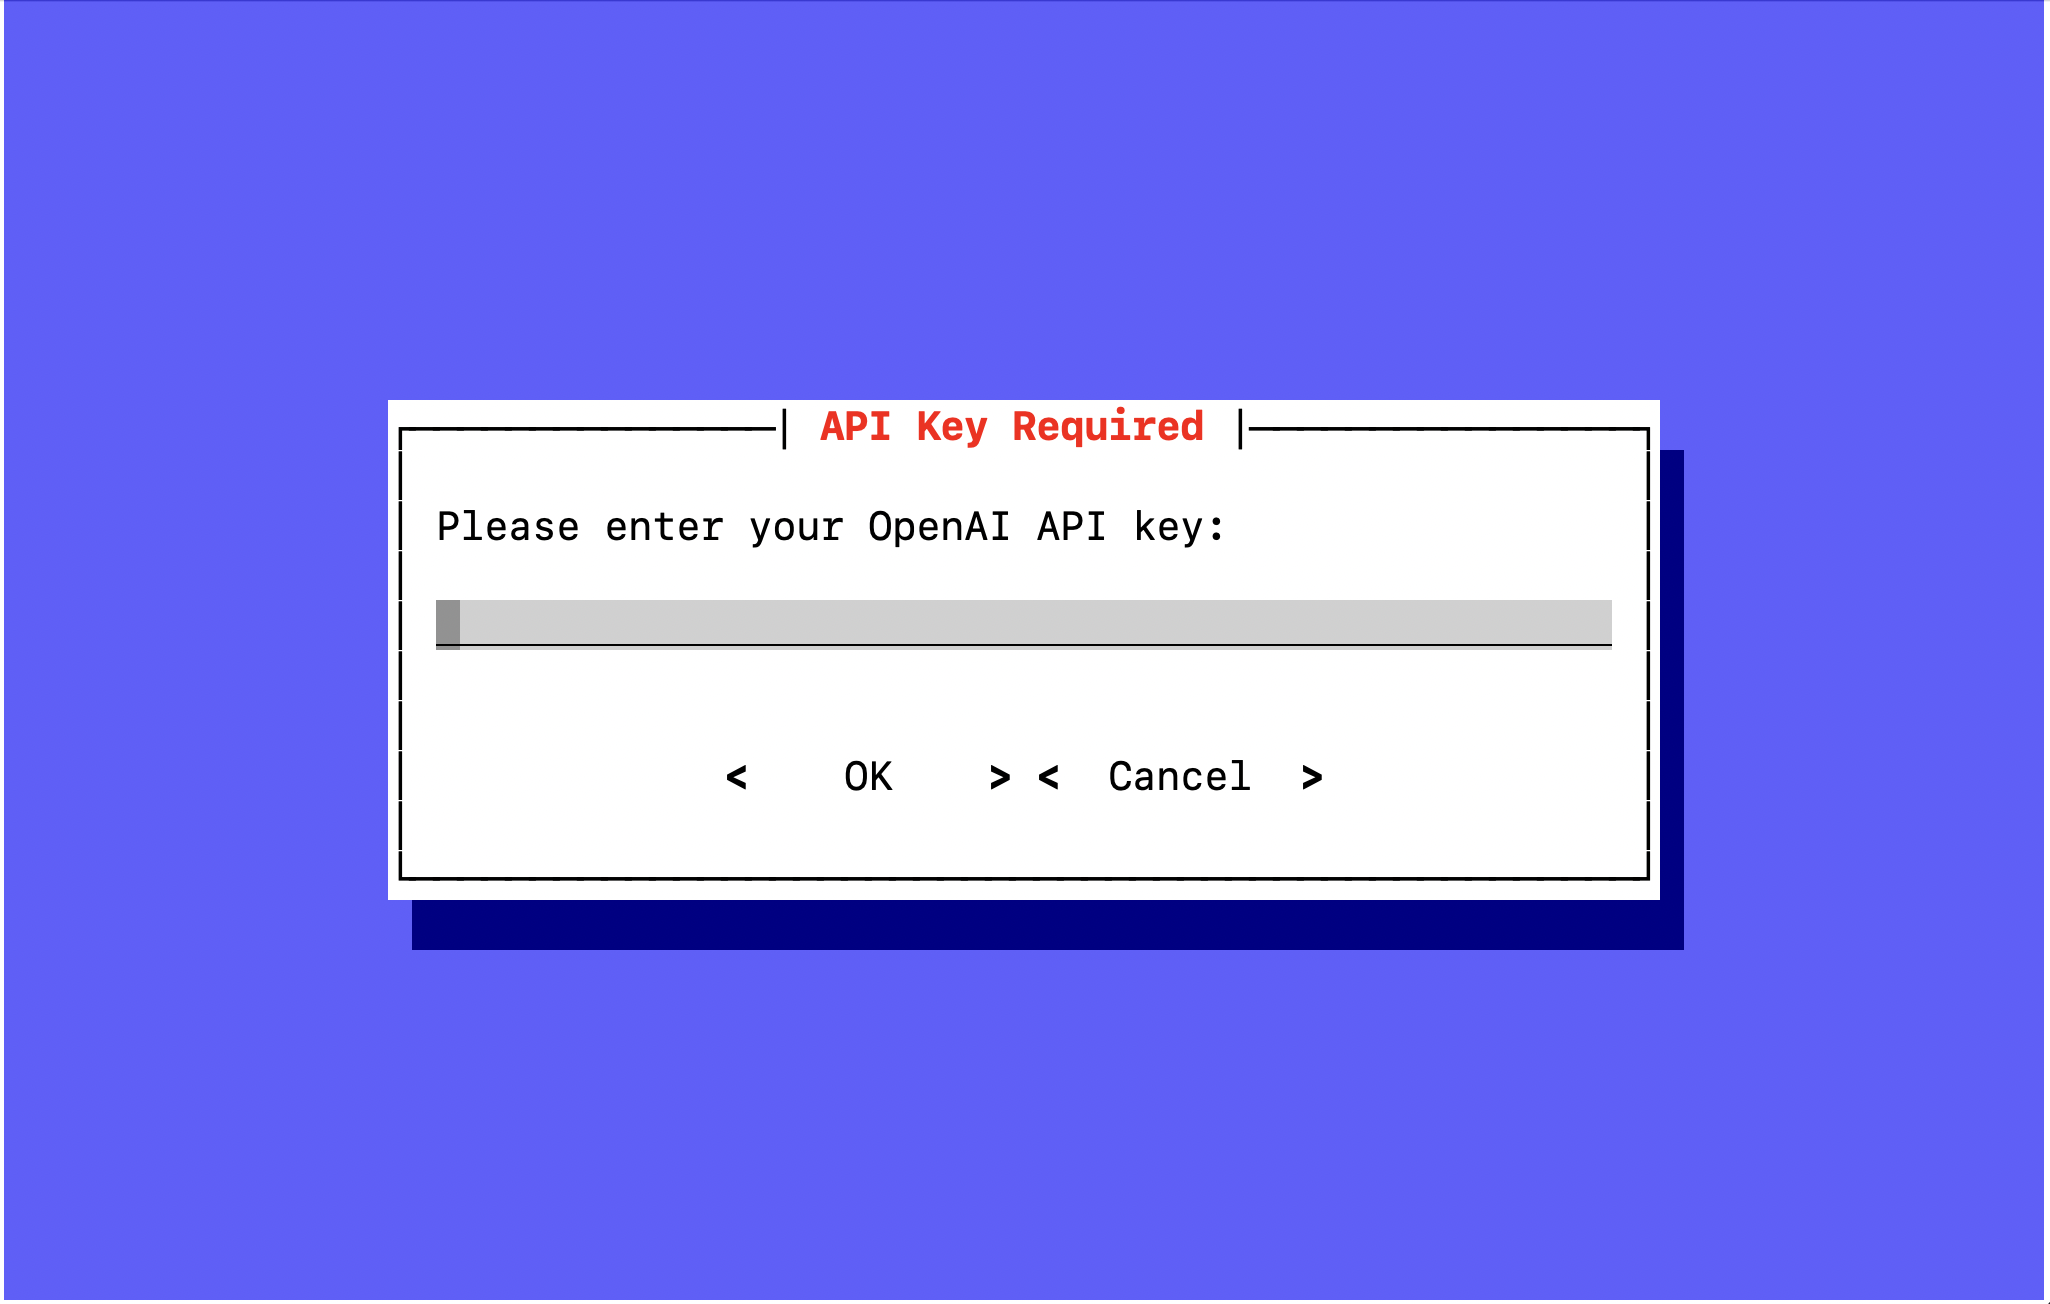 | API Key Required |
Please enter your OpenAI API key:
<    OK    > <  Cancel  >